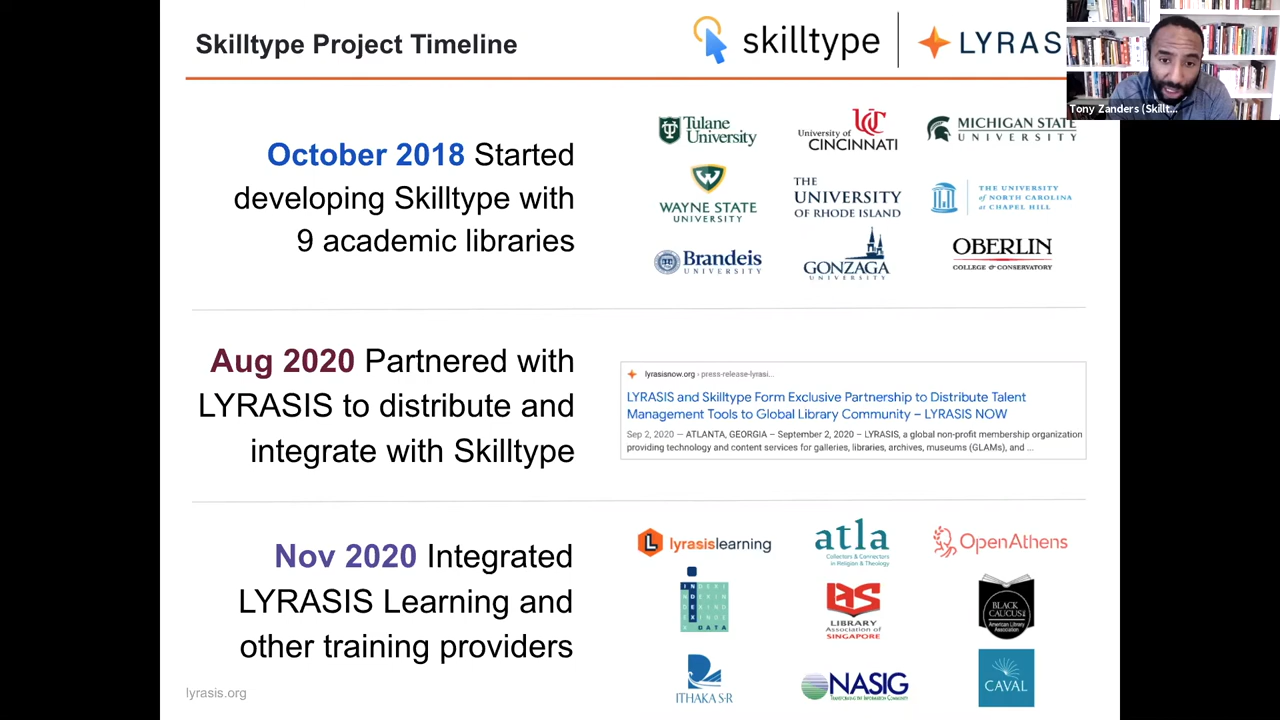 Skilltype Project Timeline
skilltype
LYRAS
Tony Zanders (Skillt...
October 2018 Started
developing Skilltype with
9 academic libraries
Tulane
University
University of
CINCINNATI
MICHIGAN STATE
UNIVERSITY
WAYNE STATE
UNIVERSITY
THE
UNIVERSITY
OF RHODE ISLAND
THE UNIVERSITY
of NORTH CAROLINA
at CHAPEL HILL
Brandeis
UNIVERSITY
GONZAGA
UNIVERSITY
OBERLIN
COLLEGE & CONSERVATORY
Aug 2020 Partnered with
LYRASIS to distribute and
integrate with Skilltype
lyrasisnow.org › press-release-lyrasi...
LYRASIS and Skilltype Form Exclusive Partnership to Distribute Talent
Management Tools to Global Library Community – LYRASIS NOW
Sep 2, 2020 — ATLANTA, GEORGIA – September 2, 2020 – LYRASIS, a global non-profit membership organization
providing technology and content services for galleries, libraries, archives, museums (GLAMs), and ...
Nov 2020 Integrated
LYRASIS Learning and
other training providers
lyrasislearning
atla
Collectors & Connectors
in Religion & Theology
OpenAthens
INDEX
DATA
LIBRARY
Association of
SINGAPORE
BLACK
CAUCUS
American Library
Association
ITHAKA S+R
NASIG
TRANSFORMING THE INFORMATION COMMUNITY
CAVAL
lyrasis.org